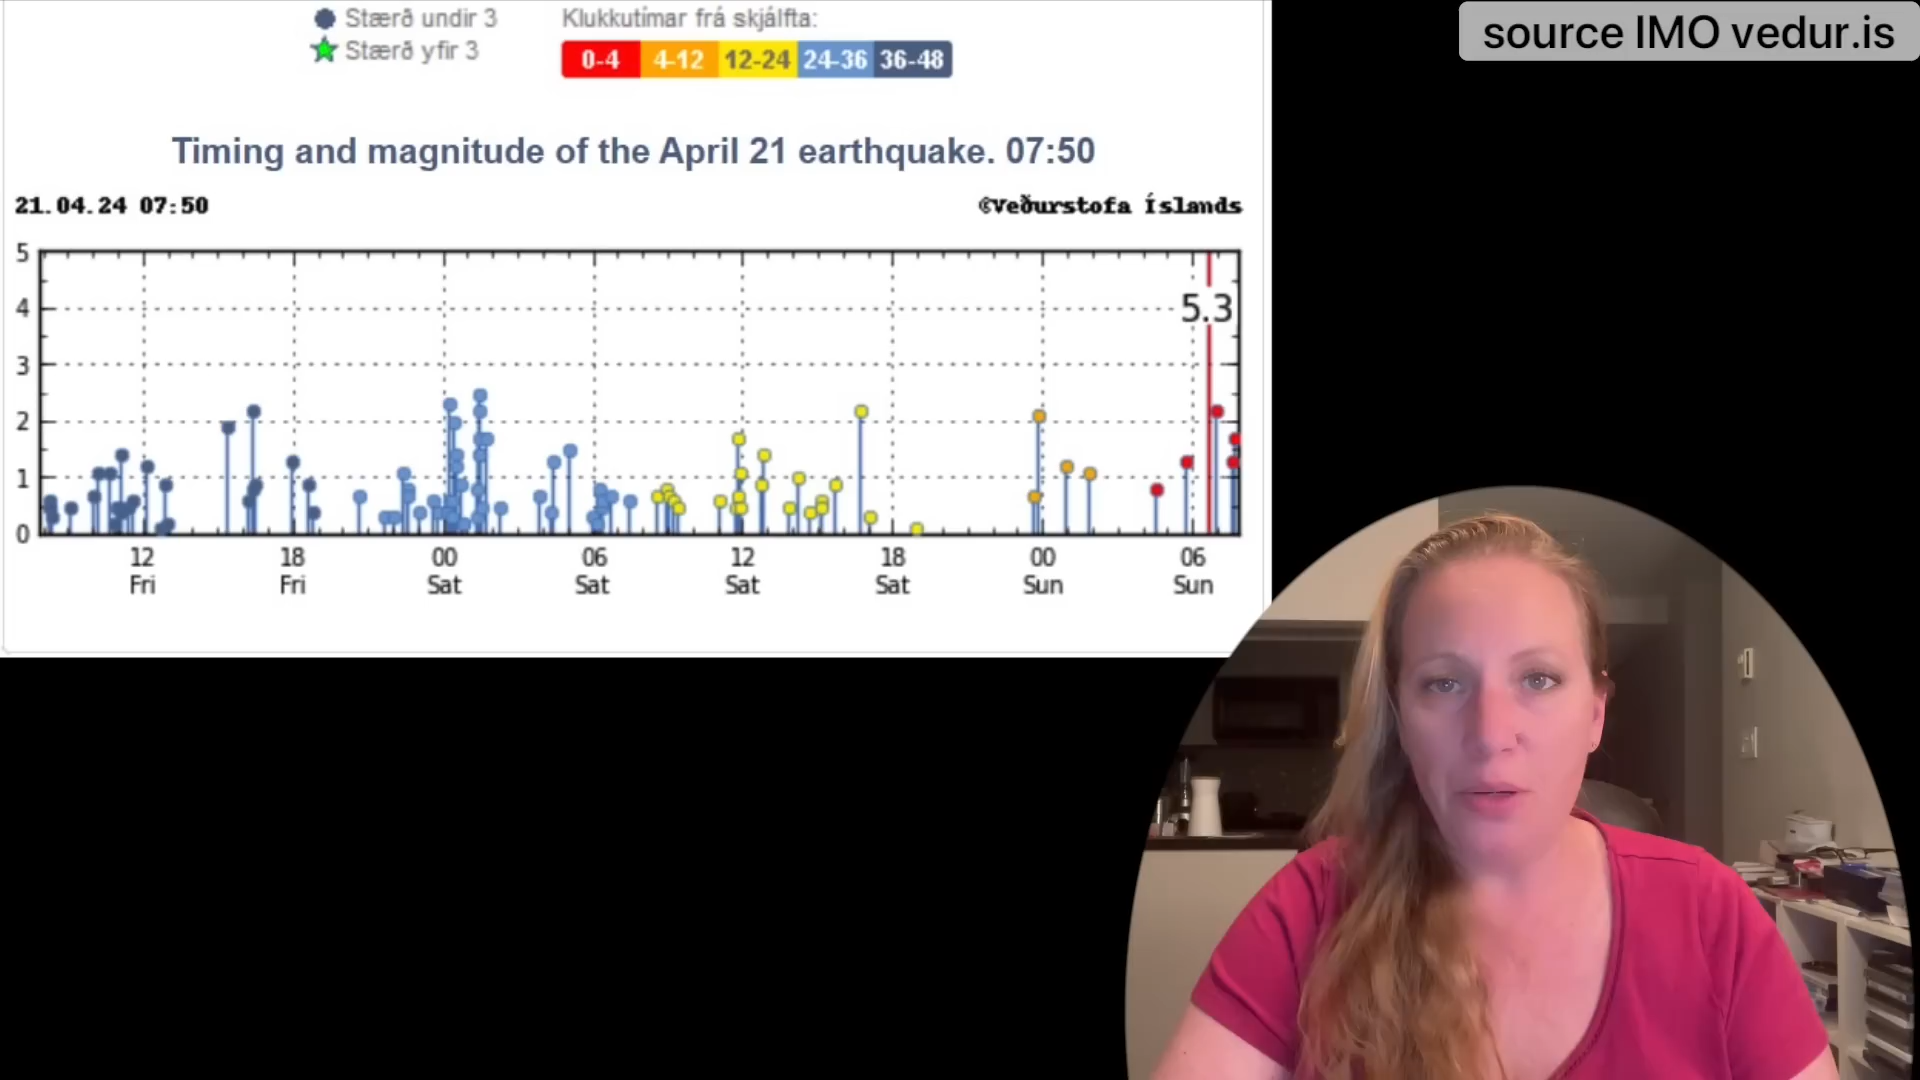 source IMO vedur.is
Stærð undir 3
Stærð yfir 3
Klukkutímar frá skjálfta:
0-4 4-12 12-24 24-36 36-48
Timing and magnitude of the April 21 earthquake. 07:50
21.04.24 07:50
©Veðurstofa Íslands
5
4
3
2
1
0
5.3
12 18 00 06 12 18 00 06
Fri Fri Sat Sat Sat Sat Sun Sun